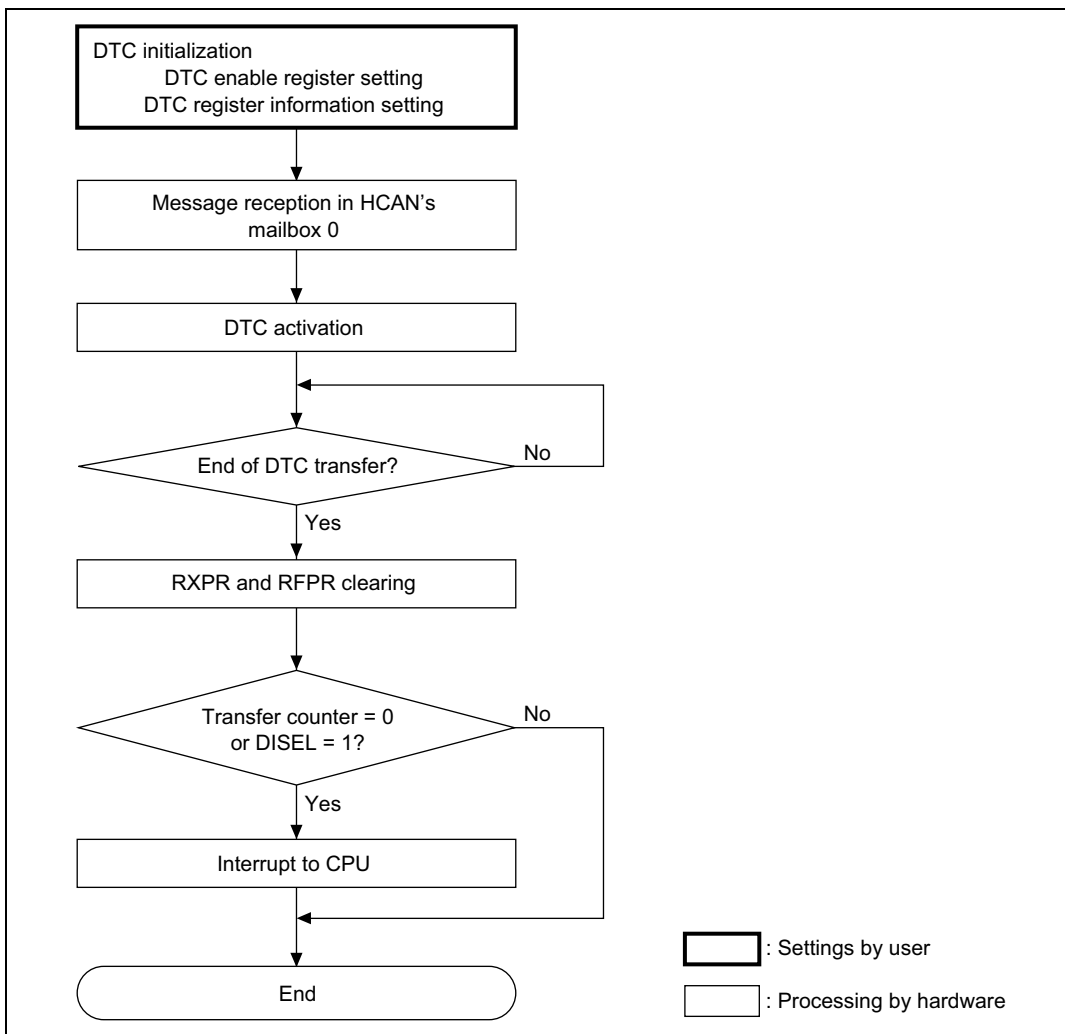 DTC initialization
DTC enable register setting
DTC register information setting
Message reception in HCAN's
mailbox 0
DTC activation
End of DTC transfer?
No
Yes
RXPR and RFPR clearing
Transfer counter = 0
or DISEL = 1?
No
Yes
Interrupt to CPU
End
: Settings by user
: Processing by hardware